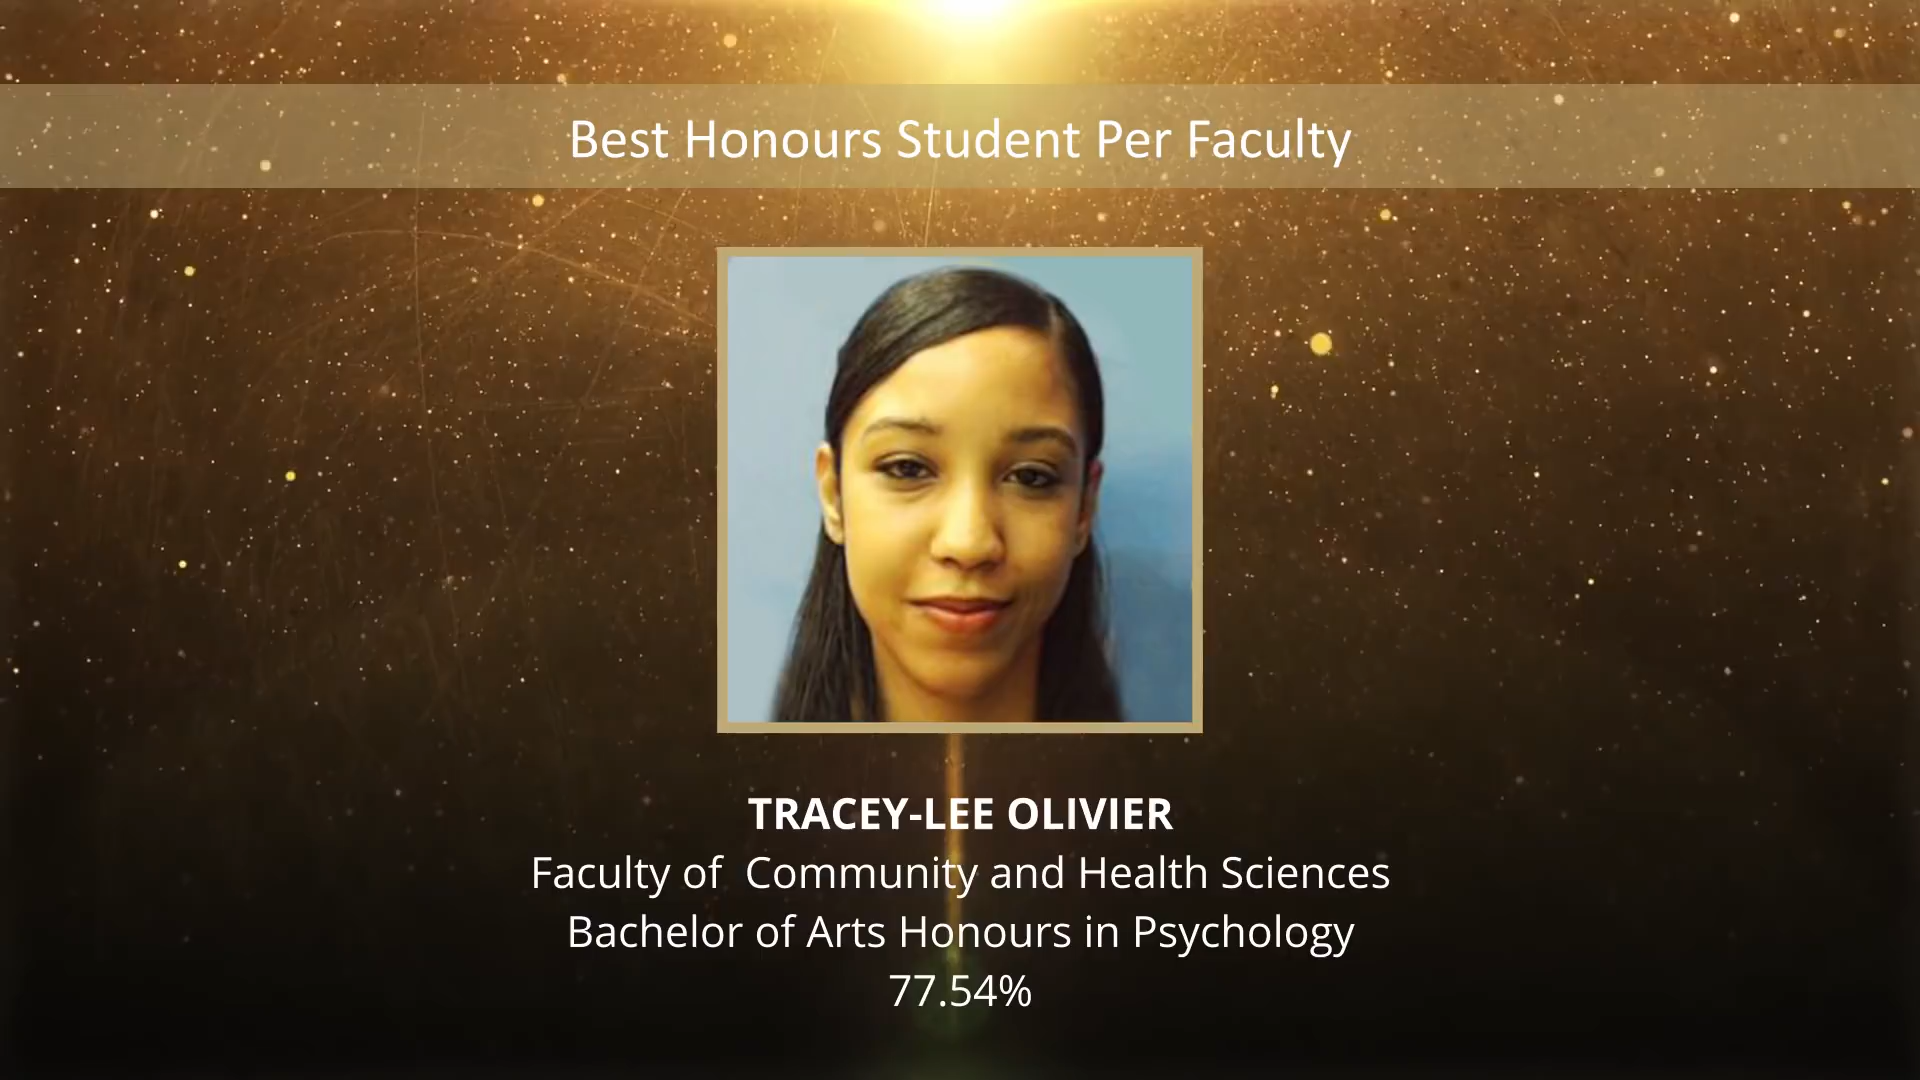 Best Honours Student Per Faculty
TRACEY-LEE OLIVIER
Faculty of  Community and Health Sciences
Bachelor of Arts Honours in Psychology
77.54%